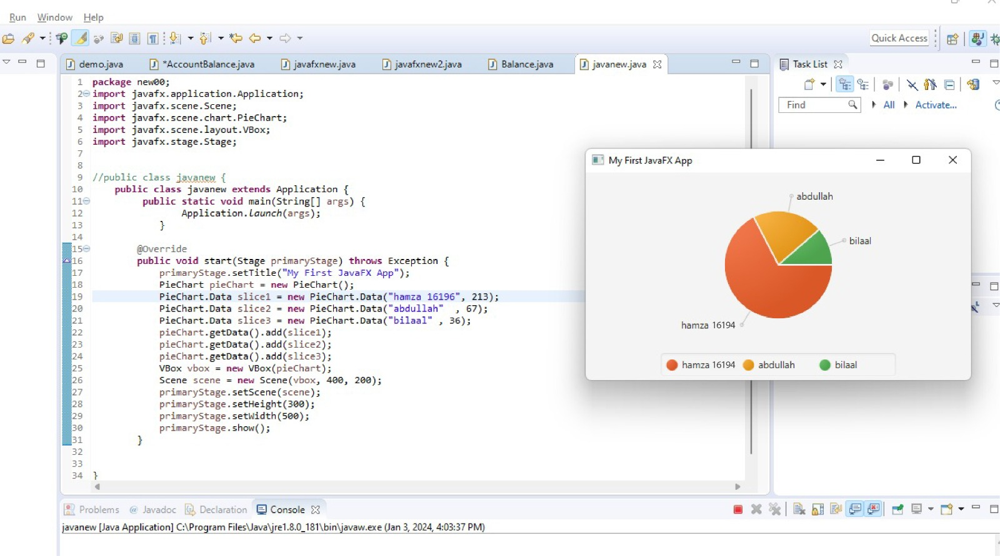 Run Window Help
Quick Access
demo.java *AccountBalance.java javafxnew.java javafxnew2.java Balance.java javanew.java
Task List
Find All Activate...
1 package new00;
2 import javafx.application.Application;
3 import javafx.scene.Scene;
4 import javafx.scene.chart.PieChart;
5 import javafx.scene.layout.VBox;
6 import javafx.stage.Stage;
7
8
9 //public class javanew {
10 public class javanew extends Application {
11 public static void main(String[] args) {
12 Application.launch(args);
13 }
14
15 @Override
16 public void start(Stage primaryStage) throws Exception {
17 primaryStage.setTitle("My First JavaFX App");
18 PieChart pieChart = new PieChart();
19 PieChart.Data slice1 = new PieChart.Data("hamza 16196", 213);
20 PieChart.Data slice2 = new PieChart.Data("abdullah" , 67);
21 PieChart.Data slice3 = new PieChart.Data("bilaal" , 36);
22 pieChart.getData().add(slice1);
23 pieChart.getData().add(slice2);
24 pieChart.getData().add(slice3);
25 VBox vbox = new VBox(pieChart);
26 Scene scene = new Scene(vbox, 400, 200);
27 primaryStage.setScene(scene);
28 primaryStage.setHeight(300);
29 primaryStage.setWidth(500);
30 primaryStage.show();
31 }
32
33
34 }
My First JavaFX App
abdullah
bilaal
hamza 16194
hamza 16194 abdullah bilaal
Problems @ Javadoc Declaration Console
javanew [Java Application] C:\Program Files\Java\jre1.8.0_181\bin\javaw.exe (Jan 3, 2024, 4:03:37 PM)